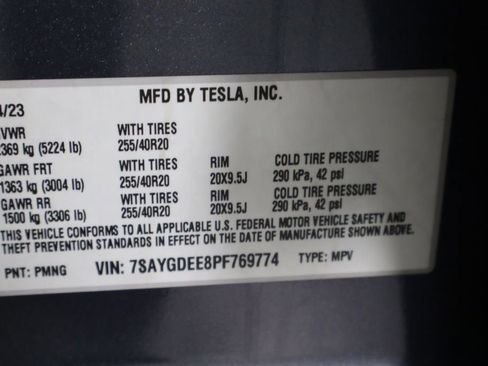 MFD BY TESLA, INC.
4/23
GVWR WITH TIRES
2369 kg (5224 lb) 255/40R20
GAWR FRT WITH TIRES RIM COLD TIRE PRESSURE
1363 kg (3004 lb) 255/40R20 20X9.5J 290 kPa, 42 psi
GAWR RR WITH TIRES RIM COLD TIRE PRESSURE
1500 kg (3306 lb) 255/40R20 20X9.5J 290 kPa, 42 psi
THIS VEHICLE CONFORMS TO ALL APPLICABLE U.S. FEDERAL MOTOR VEHICLE SAFETY AND
THEFT PREVENTION STANDARDS IN EFFECT ON THE DATE OF MANUFACTURE SHOWN ABOVE.
PNT: PMNG VIN: 7SAYGDEE8PF769774 TYPE: MPV